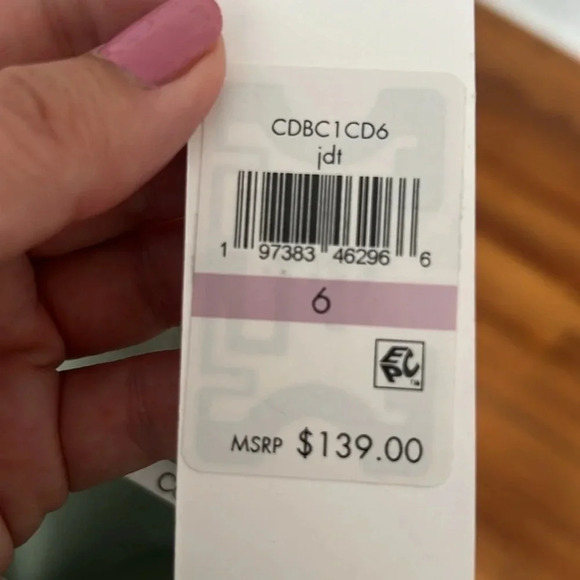 CDBC1CD6
jdt
1 97383 46296 6
6
EPC
MSRP $139.00